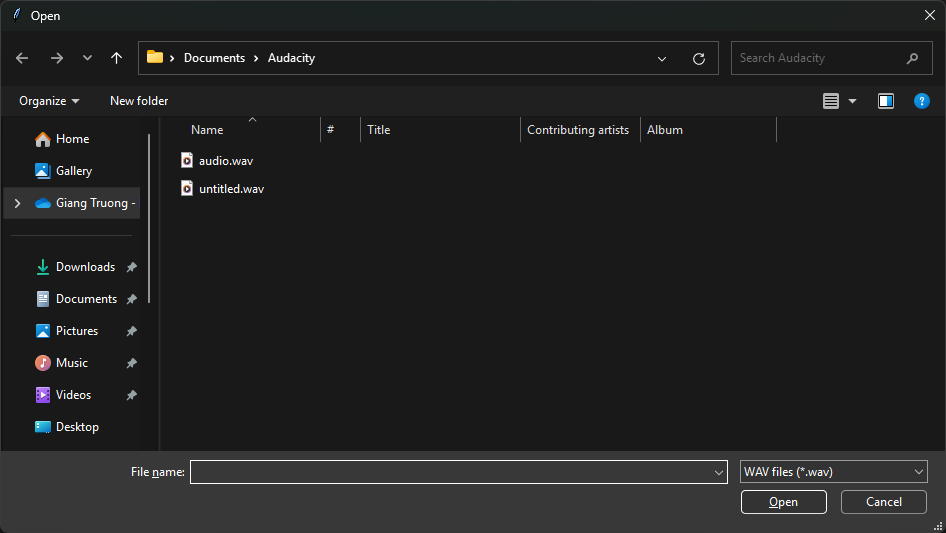 Open
Documents > Audacity
Search Audacity
Organize
New folder
Name
#
Title
Contributing artists
Album
Home
Gallery
Giang Truong -
Downloads
Documents
Pictures
Music
Videos
Desktop
audio.wav
untitled.wav
File name:
WAV files (*.wav)
Open
Cancel